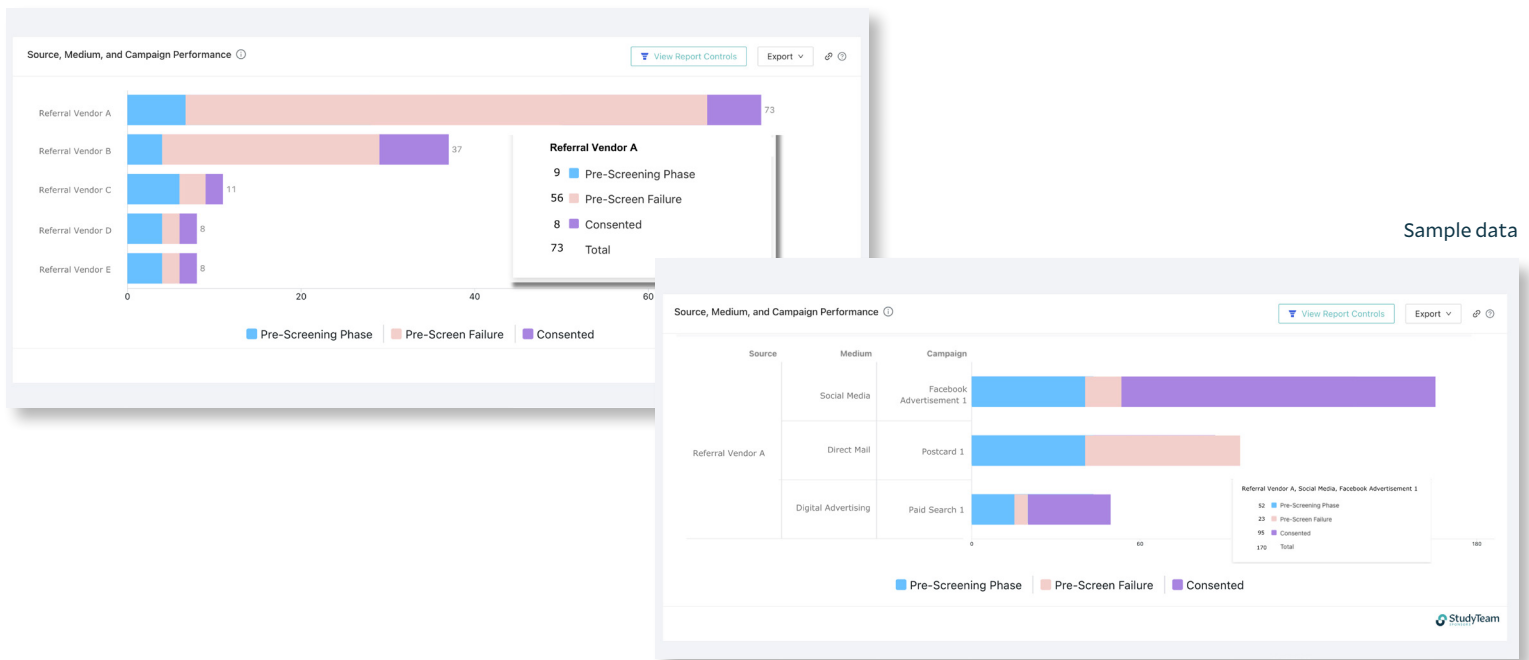 Source, Medium, and Campaign Performance
View Report Controls
Export
Referral Vendor A
73
Referral Vendor B
37
Referral Vendor C
11
Referral Vendor D
8
Referral Vendor E
8
0
20
40
60
Referral Vendor A
9 Pre-Screening Phase
56 Pre-Screen Failure
8 Consented
73 Total
Pre-Screening Phase
Pre-Screen Failure
Consented
Sample data
Source, Medium, and Campaign Performance
View Report Controls
Export
Source Medium Campaign
Referral Vendor A
Social Media
Facebook
Advertisement 1
Direct Mail
Postcard 1
Digital Advertising
Paid Search 1
Referral Vendor A, Social Media, Facebook Advertisement 1
52 Pre-Screening Phase
23 Pre-Screen Failure
95 Consented
170 Total
0
60
180
Pre-Screening Phase
Pre-Screen Failure
Consented
StudyTeam